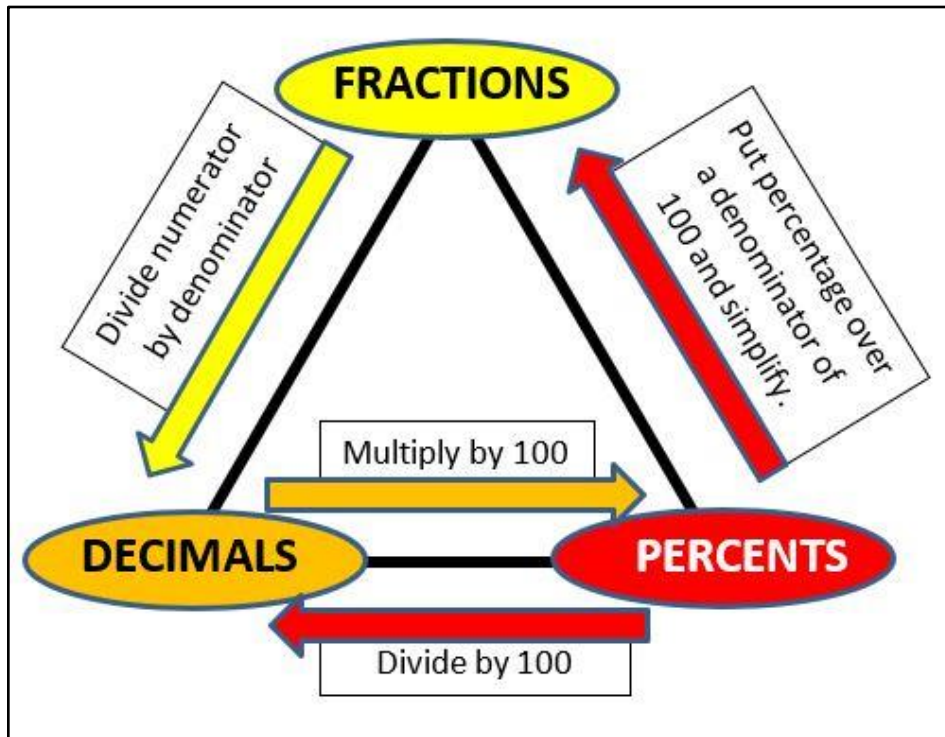 FRACTIONS
Divide numerator
by denominator
Put percentage over
a denominator of
100 and simplify.
Multiply by 100
DECIMALS
PERCENTS
Divide by 100